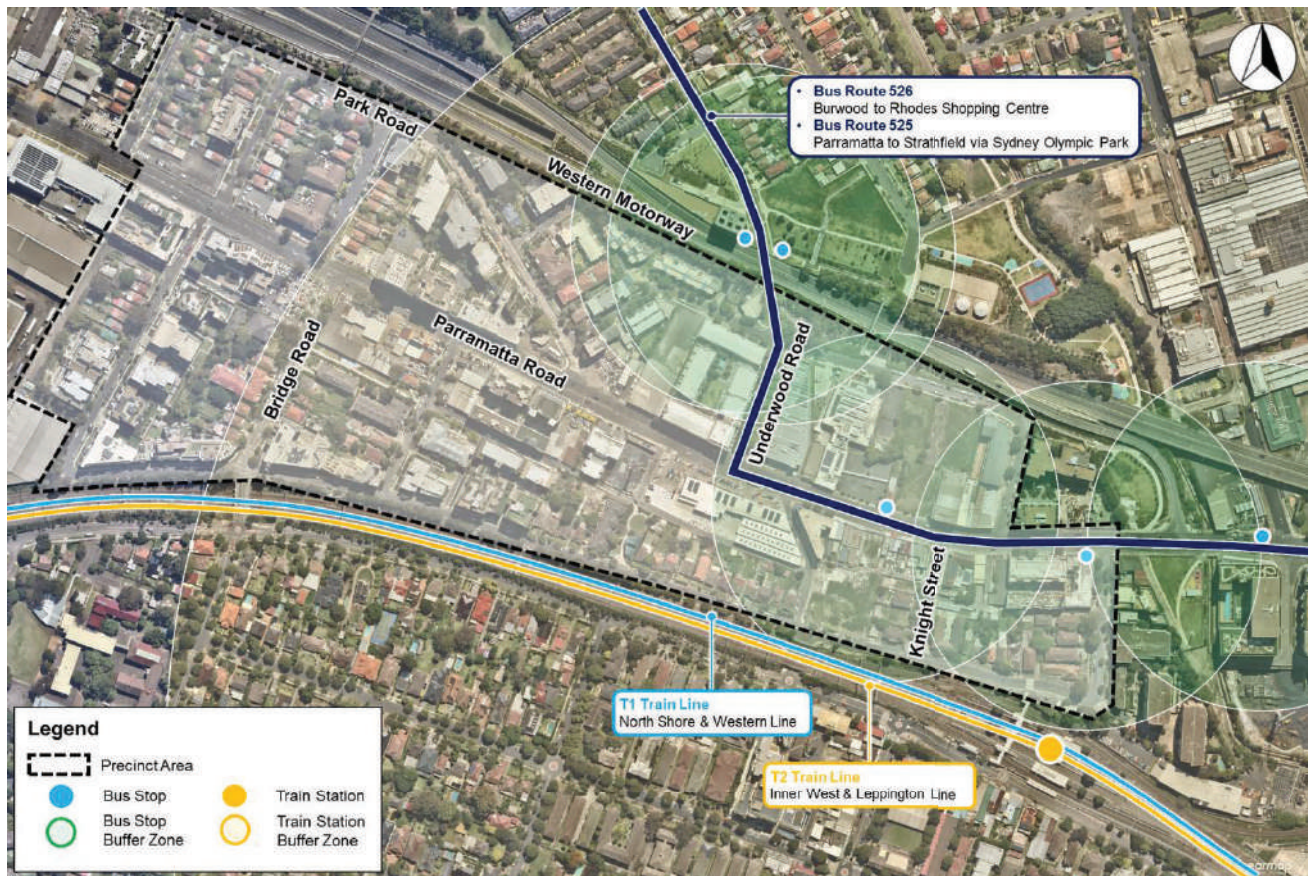 • Bus Route 526
Burwood to Rhodes Shopping Centre
• Bus Route 525
Parramatta to Strathfield via Sydney Olympic Park
Park Road
Western Motorway
Bridge Road
Parramatta Road
Underwood Road
Knight Street
T1 Train Line
North Shore & Western Line
T2 Train Line
Inner West & Leppington Line
Legend
Precinct Area
Bus Stop
Train Station
Bus Stop
Buffer Zone
Train Station
Buffer Zone
earmap